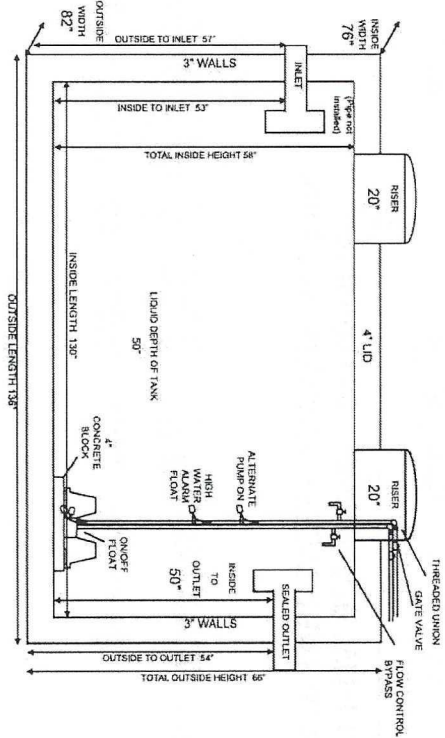 INSIDE
WIDTH
76"
OUTSIDE
WIDTH
82"
OUTSIDE TO INLET 57"
3" WALLS
INLET
(Pipe not
installed)
INSIDE TO INLET 53"
TOTAL INSIDE HEIGHT 58"
RISER
20"
4" LID
RISER
20"
INSIDE LENGTH 130"
OUTSIDE LENGTH 136"
LIQUID DEPTH OF TANK
50"
4"
CONCRETE
BLOCK
HIGH
WATER
ALARM
FLOAT
ALTERNATE
PUMP ON
ON/OFF
FLOAT
INSIDE
TO
OUTLET
50"
SEALED OUTLET
3" WALLS
OUTSIDE TO OUTLET 54"
TOTAL OUTSIDE HEIGHT 66"
THREADED UNION
GATE VALVE
FLOW CONTROL
BYPASS